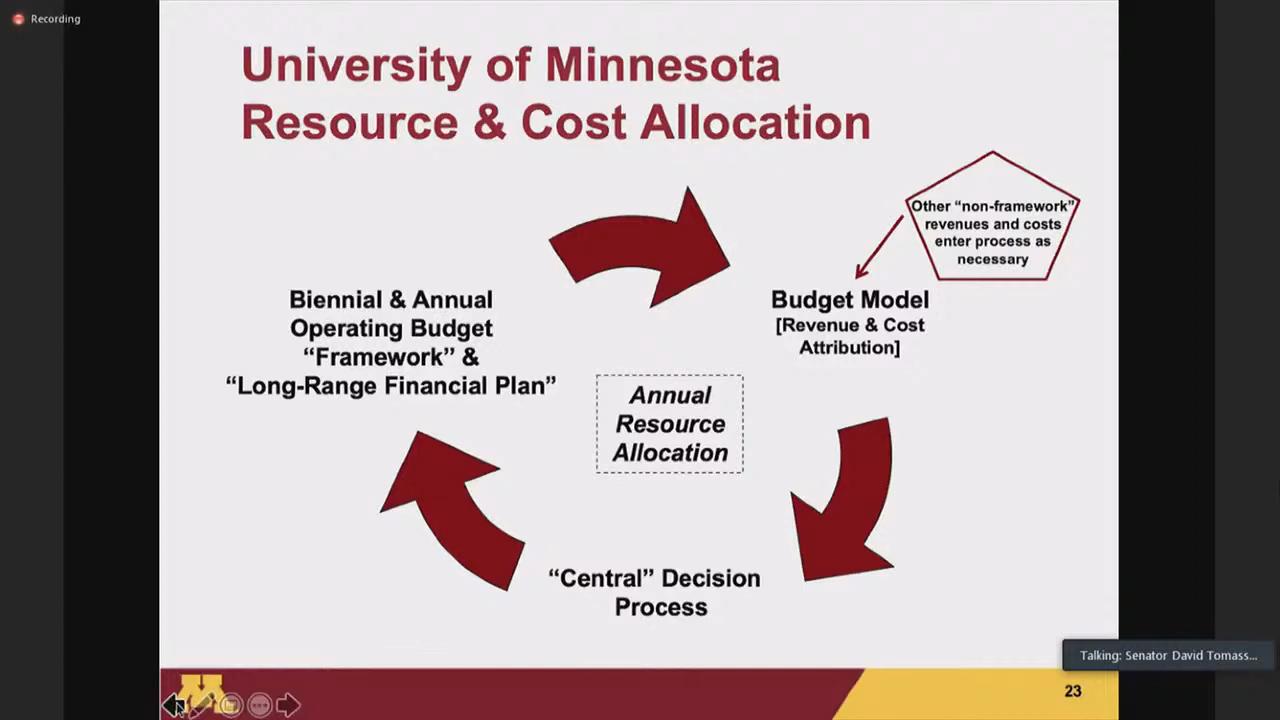 Recording
University of Minnesota
Resource & Cost Allocation
Other “non-framework”
revenues and costs
enter process as
necessary
Biennial & Annual
Operating Budget
“Framework” &
“Long-Range Financial Plan”
Budget Model
[Revenue & Cost
Attribution]
Annual
Resource
Allocation
“Central” Decision
Process
Talking: Senator David Tomass...
M
23